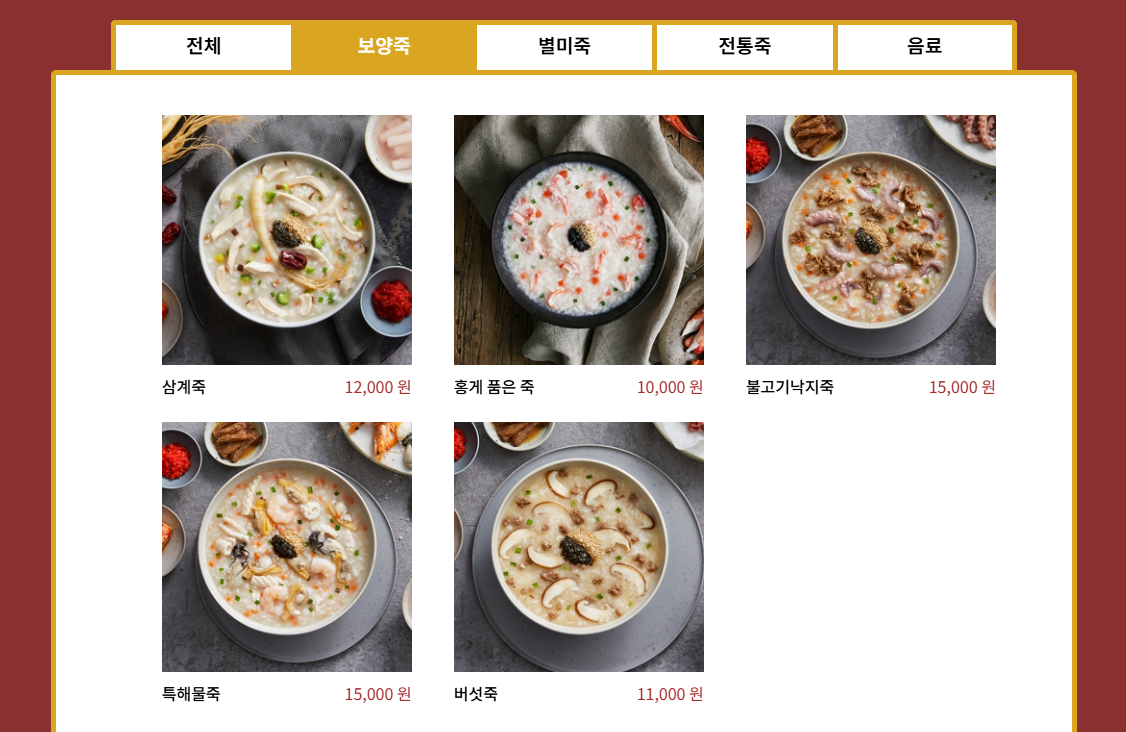 전체
보양죽
별미죽
전통죽
음료
삼계죽 12,000 원
홍게 품은 죽 10,000 원
불고기낙지죽 15,000 원
특해물죽 15,000 원
버섯죽 11,000 원